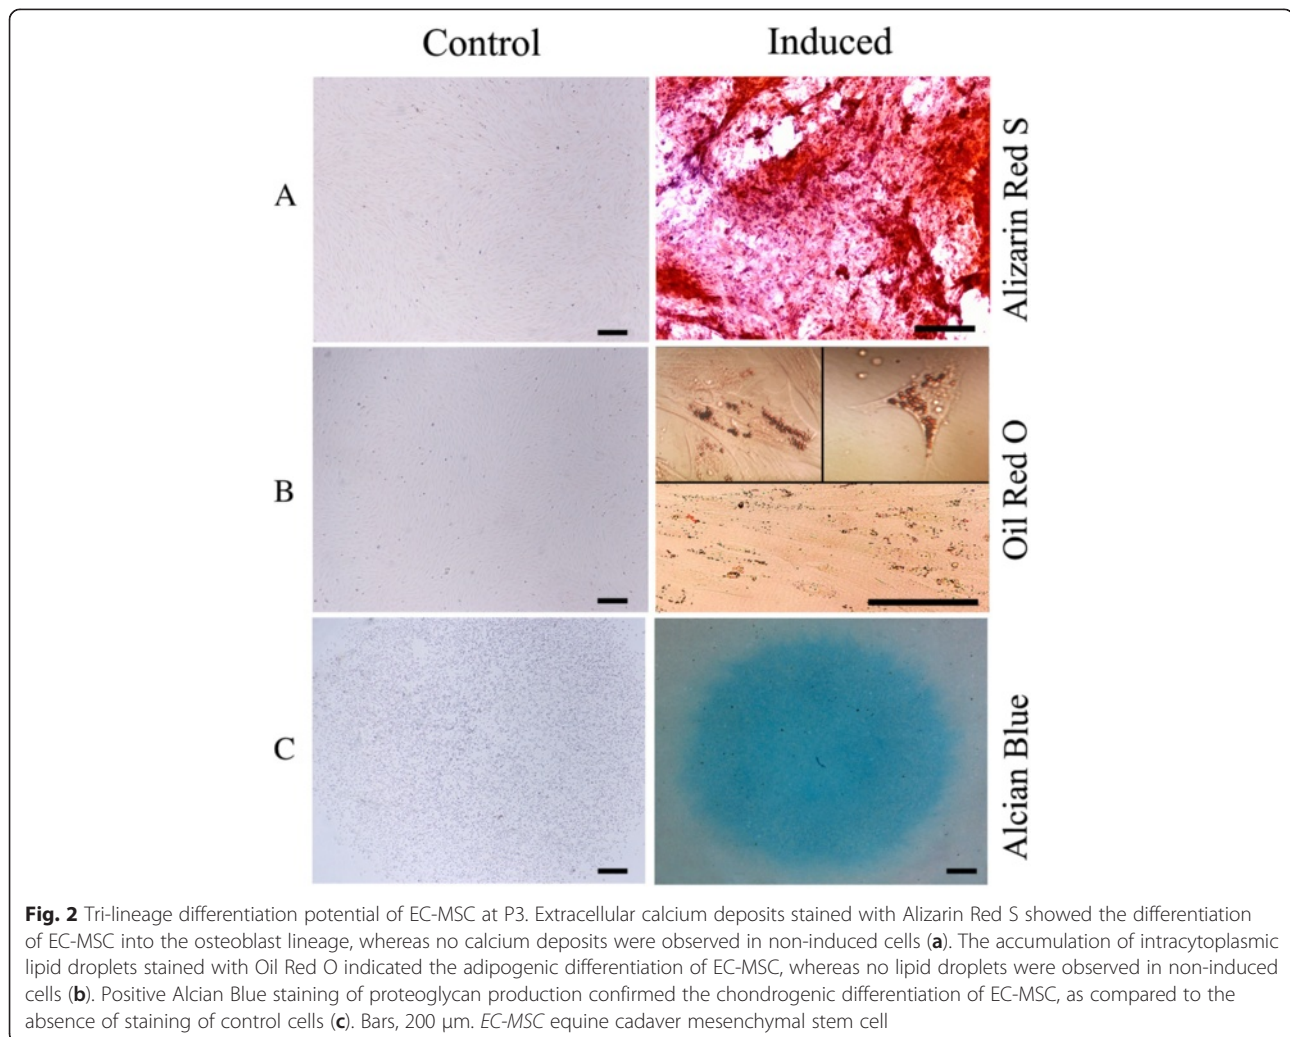 Control
Induced
A
Alizarin Red S
B
Oil Red O
C
Alcian Blue
Fig. 2 Tri-lineage differentiation potential of EC-MSC at P3. Extracellular calcium deposits stained with Alizarin Red S showed the differentiation
of EC-MSC into the osteoblast lineage, whereas no calcium deposits were observed in non-induced cells (a). The accumulation of intracytoplasmic
lipid droplets stained with Oil Red O indicated the adipogenic differentiation of EC-MSC, whereas no lipid droplets were observed in non-induced
cells (b). Positive Alcian Blue staining of proteoglycan production confirmed the chondrogenic differentiation of EC-MSC, as compared to the
absence of staining of control cells (c). Bars, 200 μm. EC-MSC equine cadaver mesenchymal stem cell